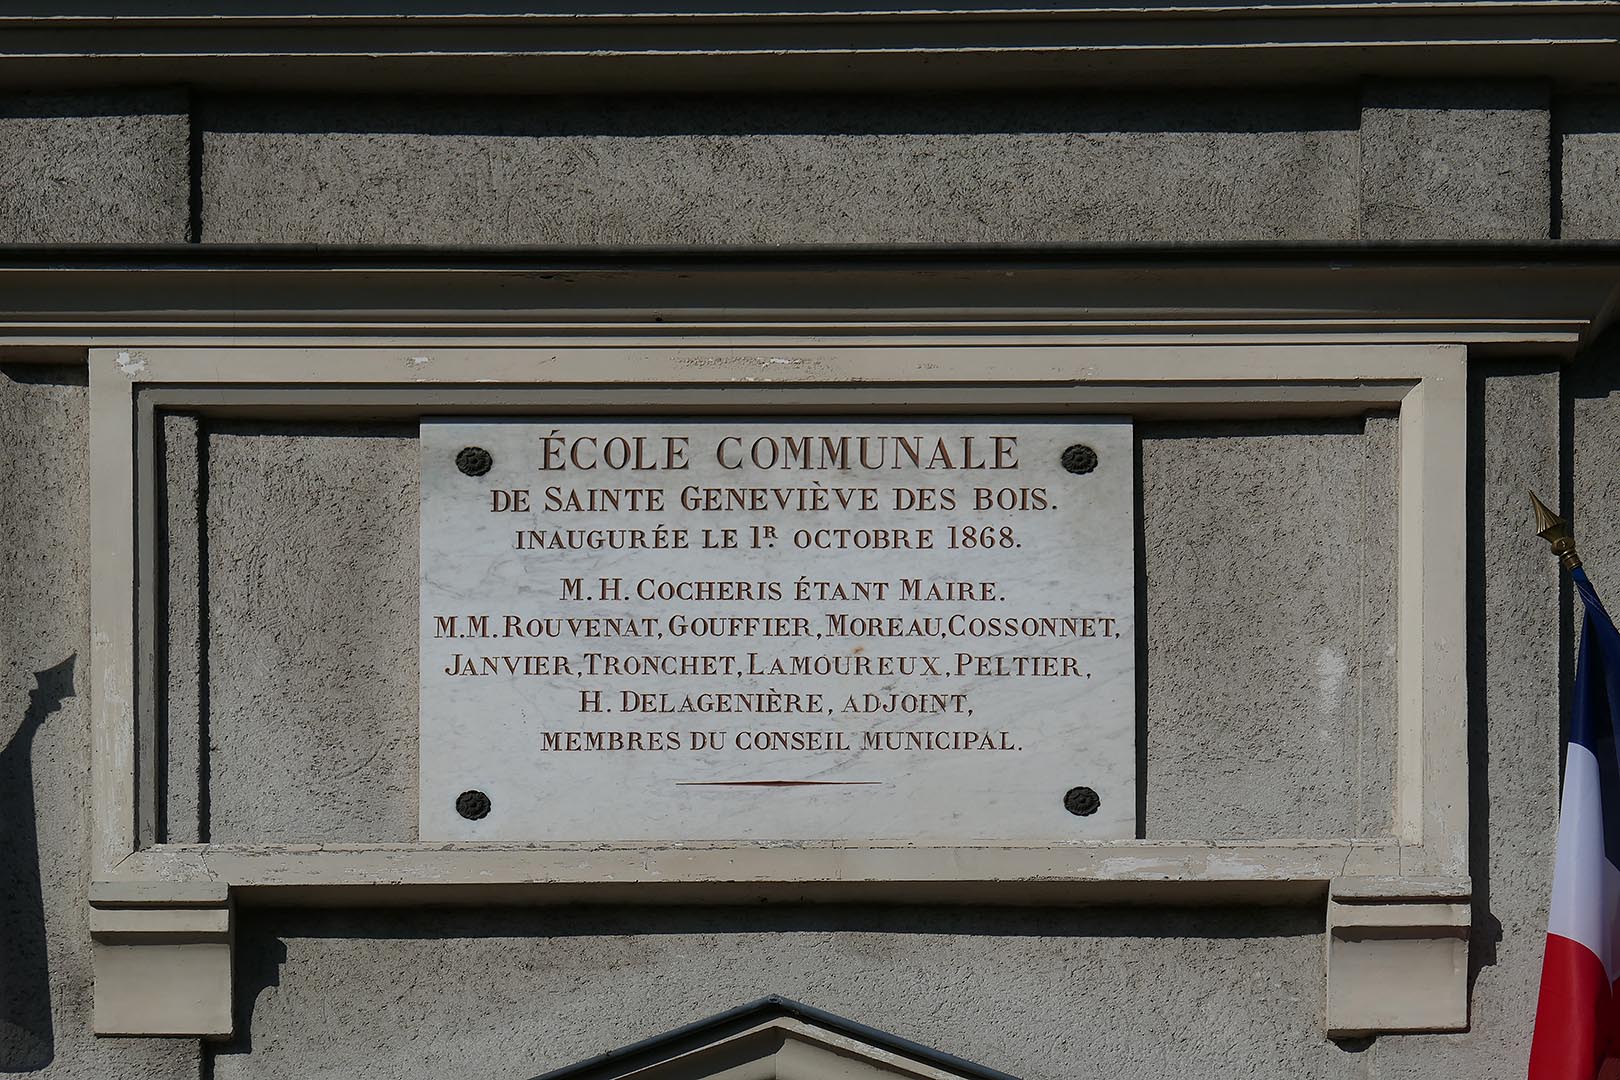 ÉCOLE COMMUNALE
DE SAINTE GENEVIÈVE DES BOIS.
INAUGURÉE LE 1R. OCTOBRE 1868.
M. H. COCHERIS ÉTANT MAIRE.
M.M. ROUVENAT, GOUFFIER, MOREAU, COSSONNET,
JANVIER, TRONCHET, LAMOUREUX, PELTIER,
H. DELAGENIÈRE, ADJOINT,
MEMBRES DU CONSEIL MUNICIPAL.